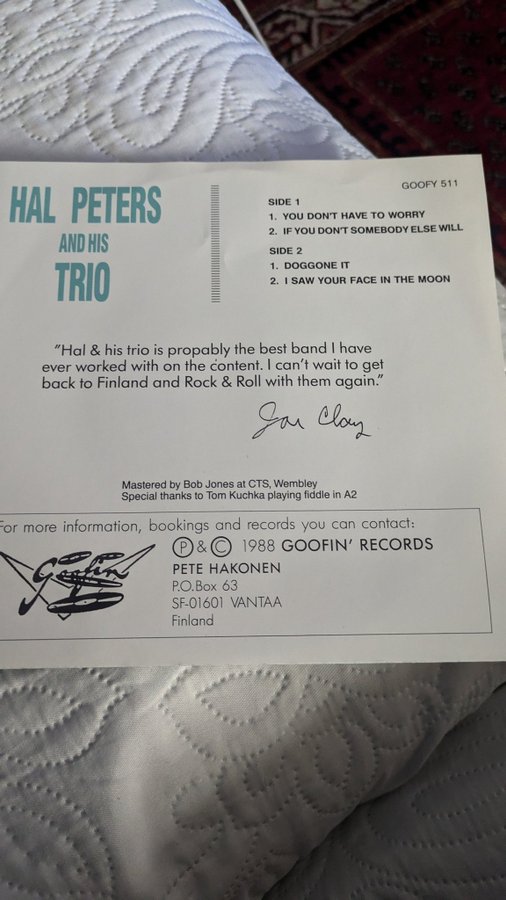 GOOFY 511
HAL PETERS
AND HIS
TRIO
SIDE 1
1. YOU DON'T HAVE TO WORRY
2. IF YOU DON'T SOMEBODY ELSE WILL
SIDE 2
1. DOGGONE IT
2. I SAW YOUR FACE IN THE MOON
"Hal & his trio is propably the best band I have
ever worked with on the content. I can't wait to get
back to Finland and Rock & Roll with them again."
Joe Clay
Mastered by Bob Jones at CTS, Wembley
Special thanks to Tom Kuchka playing fiddle in A2
For more information, bookings and records you can contact:
Goofin
Ⓟ & © 1988 GOOFIN' RECORDS
PETE HAKONEN
P.O.Box 63
SF-01601 VANTAA
Finland